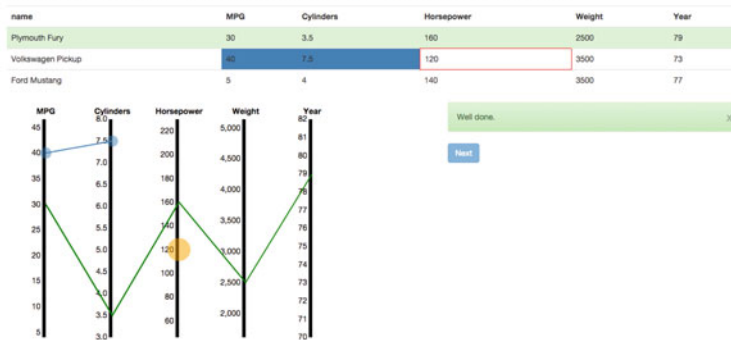 name MPG Cylinders Horsepower Weight Year
Plymouth Fury 30 3.5 160 2500 79
Volkswagen Pickup 40 7.5 120 3500 73
Ford Mustang 5 4 140 3500 77
Well done. x
Next
MPG Cylinders Horsepower Weight Year
45 40 35 30 25 20 15 10 5
8.0 7.5 7.0 6.5 6.0 5.5 5.0 4.5 4.0 3.5 3.0
220 200 180 160 140 120 100 80 60
5,000 4,500 4,000 3,500 3,000 2,500 2,000
82 81 80 79 78 77 76 75 74 73 72 71 70